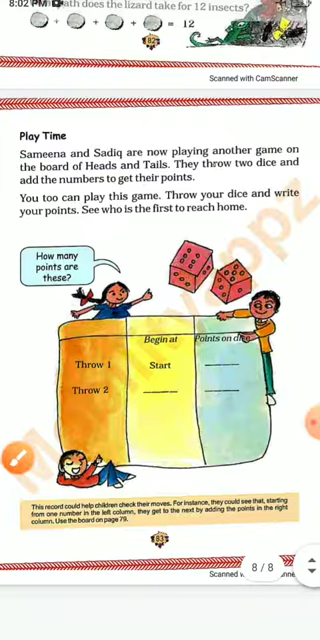 8:02 PM ath does the lizard take for 12 insects?
+ + + = 12
82
Scanned with CamScanner
Play Time
Sameena and Sadiq are now playing another game on
the board of Heads and Tails. They throw two dice and
add the numbers to get their points.
You too can play this game. Throw your dice and write
your points. See who is the first to reach home.
How many
points are
these?
Begin at Points on dice
Throw 1 Start
Throw 2
This record could help children check their moves. For instance, they could see that, starting
from one number in the left column, they get to the next by adding the points in the right
column. Use the board on page 79.
83
8 / 8
Scanned